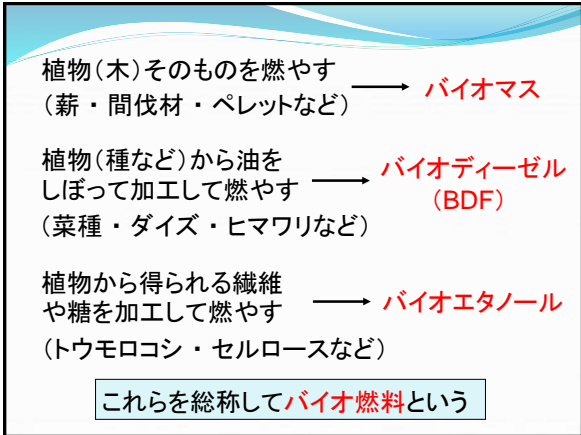 植物（木）そのものを燃やす
（薪・間伐材・ペレットなど）
バイオマス
植物（種など）から油を
しぼって加工して燃やす
（菜種・ダイズ・ヒマワリなど）
バイオディーゼル
（BDF）
植物から得られる繊維
や糖を加工して燃やす
（トウモロコシ・セルロースなど）
バイオエタノール
これらを総称してバイオ燃料という